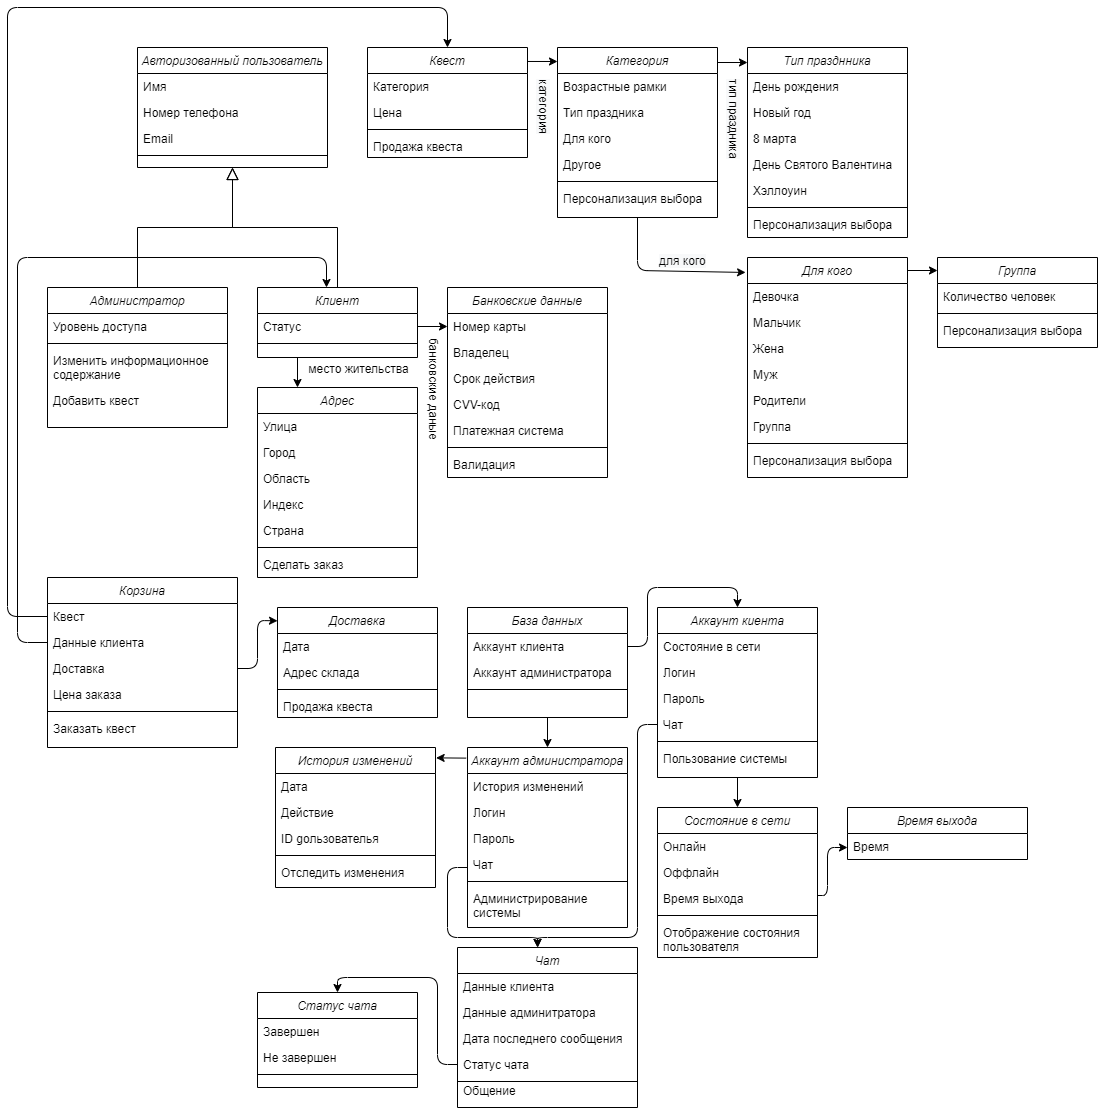 Авторизованный пользователь
Имя
Номер телефона
Email
Квест
Категория
Цена
Продажа квеста
категория
Категория
Возрастные рамки
Тип праздника
Для кого
Другое
Персонализация выбора
тип праздника
Тип празднника
День рождения
Новый год
8 марта
День Святого Валентина
Хэллоуин
Персонализация выбора
для кого
Для кого
Девочка
Мальчик
Жена
Муж
Родители
Группа
Персонализация выбора
Группа
Количество человек
Персонализация выбора
Администратор
Уровень доступа
Изменить информационное
содержание
Добавить квест
Клиент
Статус
место жительства
банковские даные
Банковские данные
Номер карты
Владелец
Срок действия
CVV-код
Платежная система
Валидация
Адрес
Улица
Город
Область
Индекс
Страна
Сделать заказ
Корзина
Квест
Данные клиента
Доставка
Цена заказа
Заказать квест
Доставка
Дата
Адрес склада
Продажа квеста
База данных
Аккаунт клиента
Аккаунт администратора
Аккаунт киента
Состояние в сети
Логин
Пароль
Чат
Пользование системы
История изменений
Дата
Действие
ID gользователья
Отследить изменения
Аккаунт администратора
История изменений
Логин
Пароль
Чат
Администрирование
системы
Состояние в сети
Онлайн
Оффлайн
Время выхода
Отображение состояния
пользователя
Время выхода
Время
Чат
Данные клиента
Данные админитратора
Дата последнего сообщения
Статус чата
Общение
Статус чата
Завершен
Не завершен